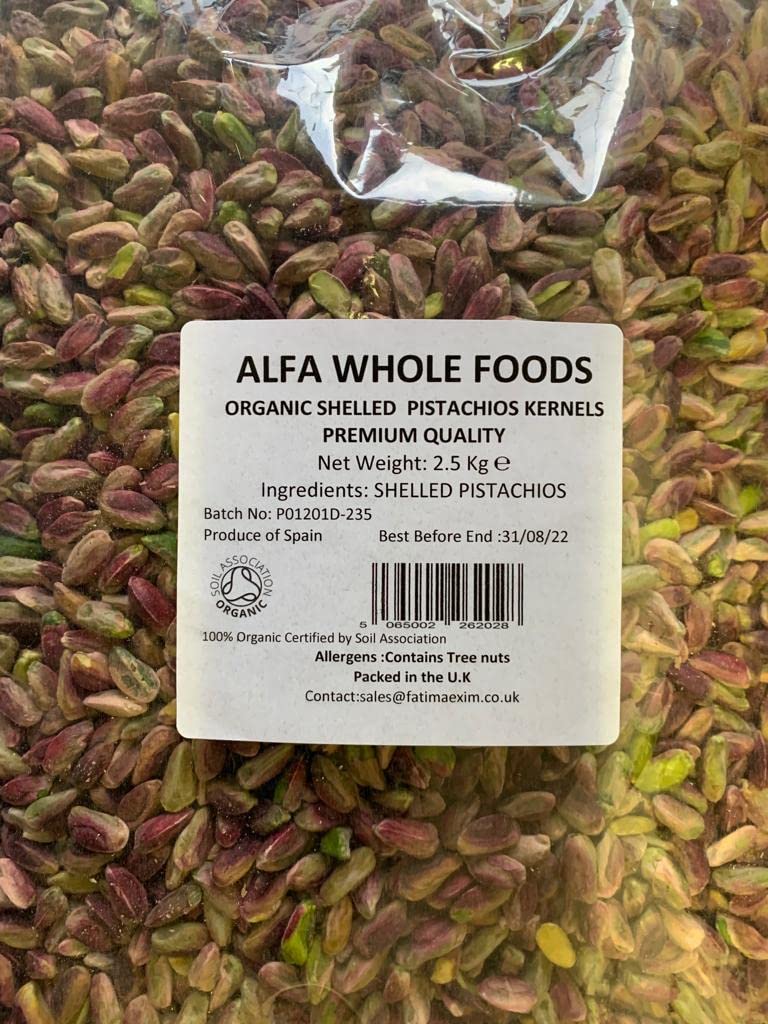 ALFA WHOLE FOODS
ORGANIC SHELLED PISTACHIOS KERNELS
PREMIUM QUALITY
Net Weight: 2.5 Kg ℮
Ingredients: SHELLED PISTACHIOS
Batch No: P01201D-235
Produce of Spain Best Before End :31/08/22
SOIL ASSOCIATION
ORGANIC
5 065002 262028
100% Organic Certified by Soil Association
Allergens :Contains Tree nuts
Packed in the U.K
Contact:sales@fatimaexim.co.uk